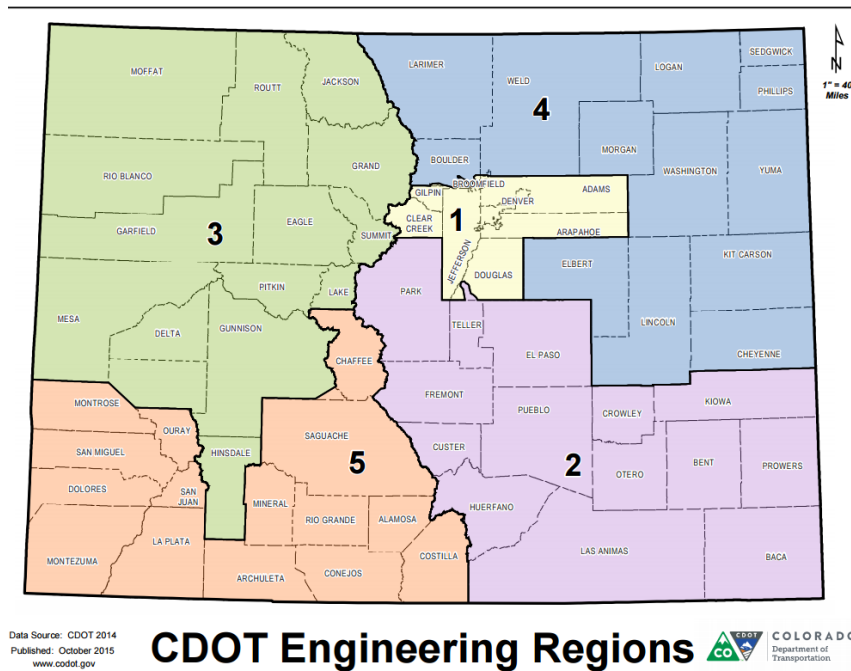 MOFFAT
ROUTT
JACKSON
LARIMER
WELD
LOGAN
SEDGWICK
PHILLIPS
N
1" = 40
Miles
4
RIO BLANCO
GRAND
BOULDER
MORGAN
WASHINGTON
YUMA
GARFIELD
3
EAGLE
SUMMIT
GILPIN
BROOMFIELD
CLEAR
CREEK
1
DENVER
ADAMS
ARAPAHOE
JEFFERSON
DOUGLAS
ELBERT
KIT CARSON
MESA
DELTA
PITKIN
LAKE
GUNNISON
PARK
TELLER
EL PASO
LINCOLN
CHEYENNE
CHAFFEE
FREMONT
PUEBLO
CROWLEY
KIOWA
MONTROSE
OURAY
SAN MIGUEL
HINSDALE
SAGUACHE
5
CUSTER
2
OTERO
BENT
PROWERS
DOLORES
SAN
JUAN
MINERAL
RIO GRANDE
ALAMOSA
HUERFANO
MONTEZUMA
LA PLATA
ARCHULETA
CONEJOS
COSTILLA
LAS ANIMAS
BACA
Data Source: CDOT 2014
Published: October 2015
www.codot.gov
CDOT Engineering Regions
CO
CDOT
COLORADO
Department of
Transportation